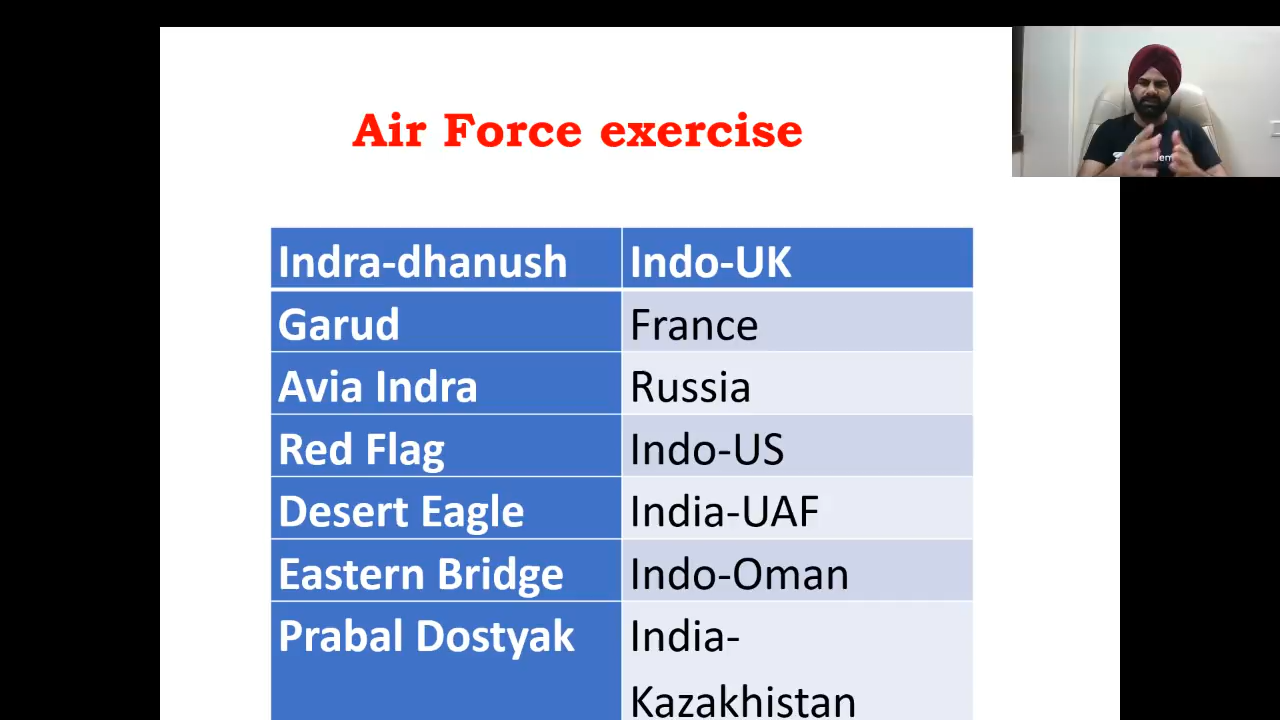 Air Force exercise
Indra-dhanush Indo-UK
Garud France
Avia Indra Russia
Red Flag Indo-US
Desert Eagle India-UAF
Eastern Bridge Indo-Oman
Prabal Dostyak India-
Kazakhistan